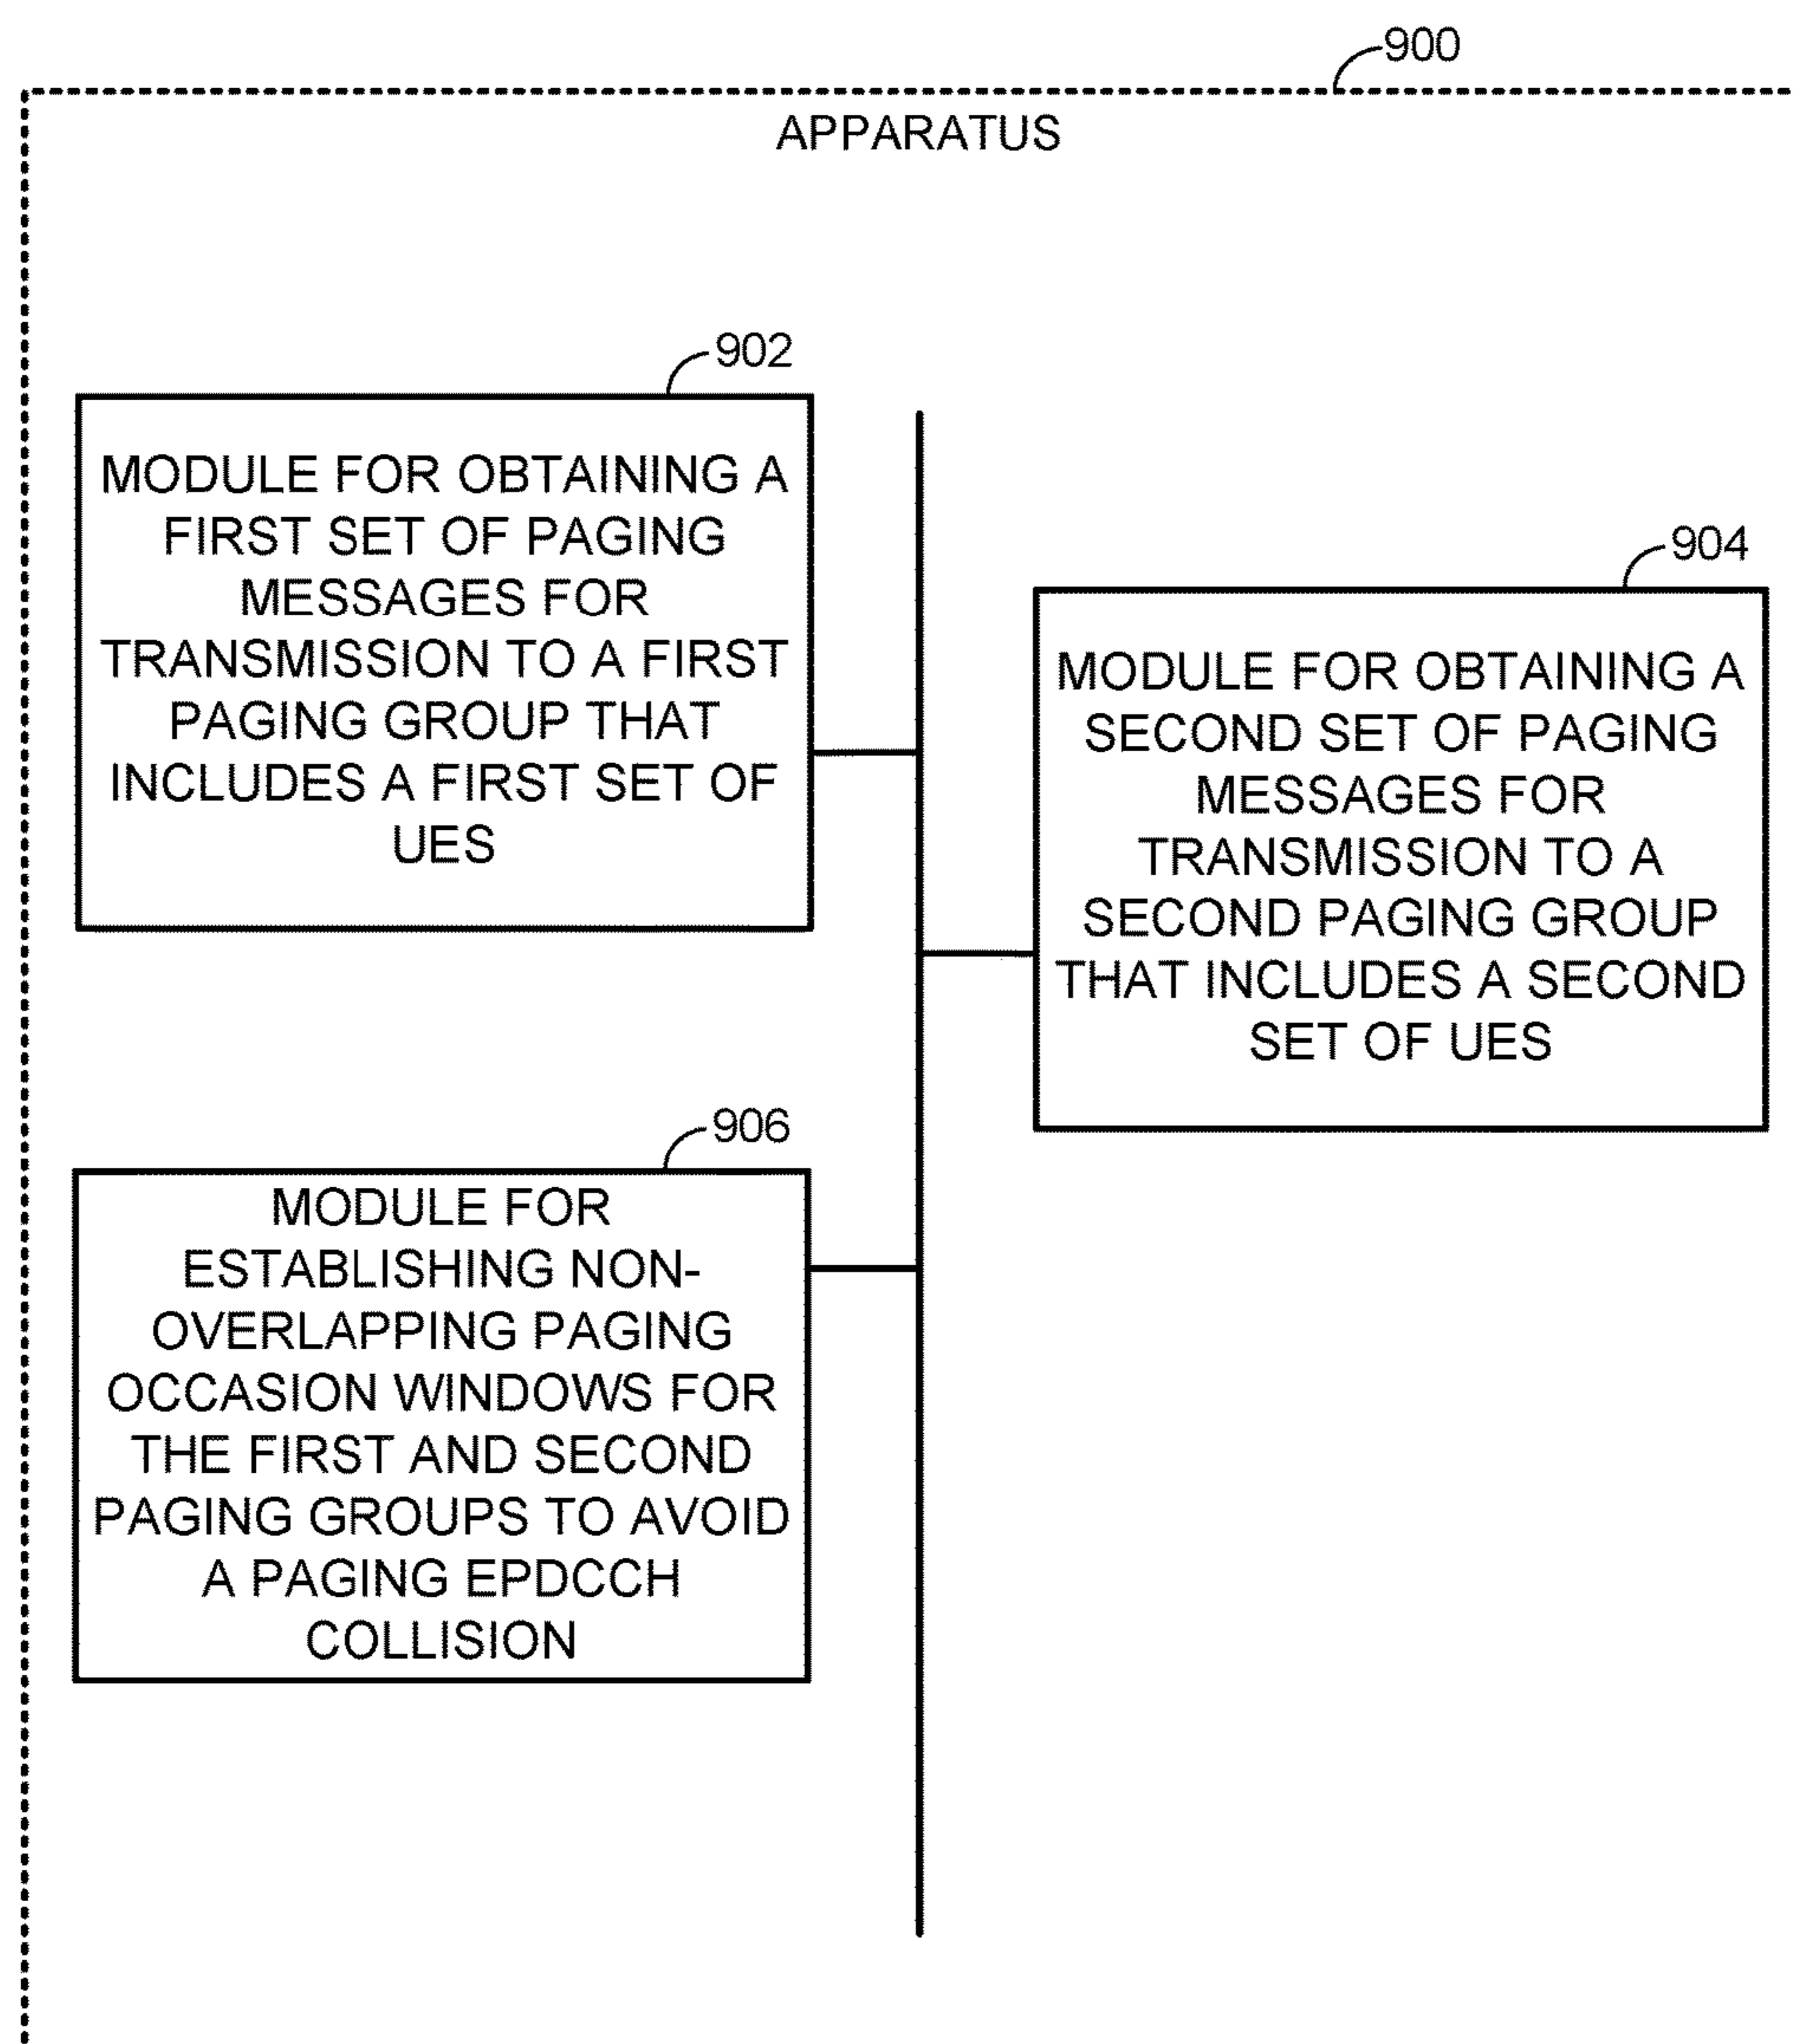 900
APPARATUS
902
MODULE FOR OBTAINING A
FIRST SET OF PAGING
MESSAGES FOR
TRANSMISSION TO A FIRST
PAGING GROUP THAT
INCLUDES A FIRST SET OF
UES
904
MODULE FOR OBTAINING A
SECOND SET OF PAGING
MESSAGES FOR
TRANSMISSION TO A
SECOND PAGING GROUP
THAT INCLUDES A SECOND
SET OF UES
906
MODULE FOR
ESTABLISHING NON-
OVERLAPPING PAGING
OCCASION WINDOWS FOR
THE FIRST AND SECOND
PAGING GROUPS TO AVOID
A PAGING EPDCCH
COLLISION